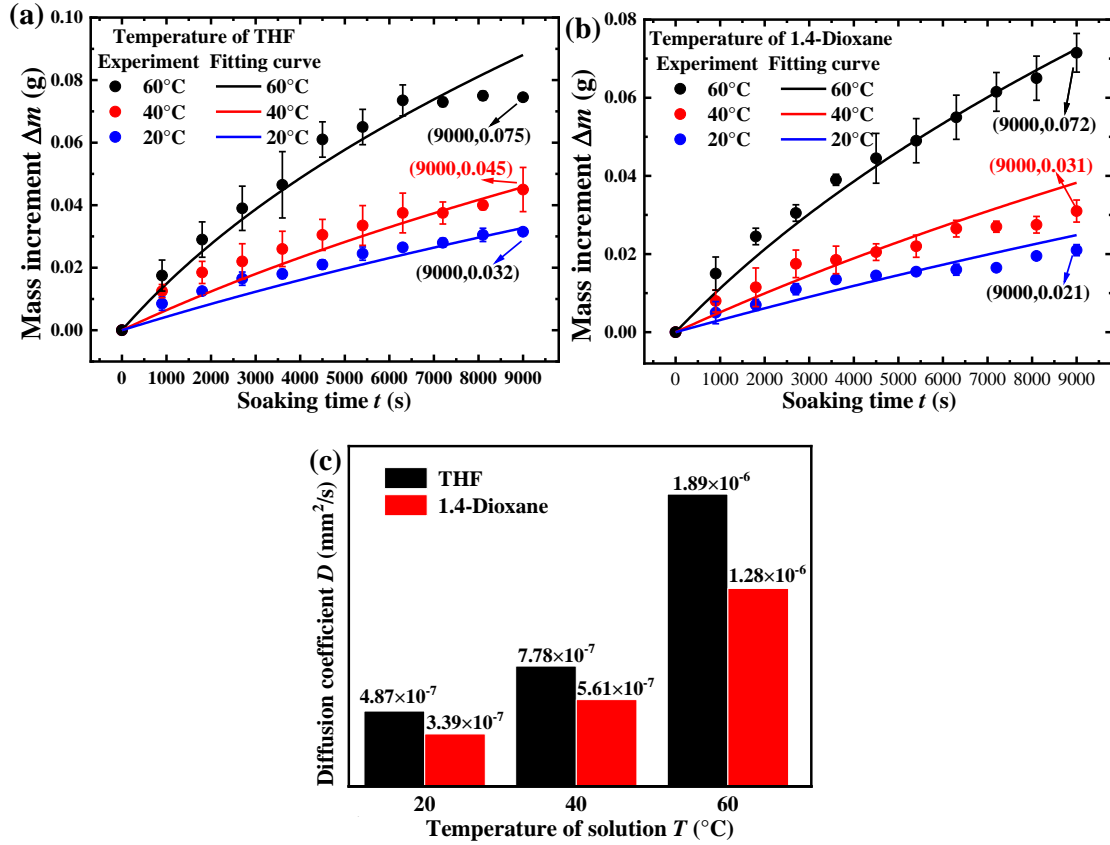 (a)
Temperature of THF
Experiment Fitting curve
60°C 60°C
40°C 40°C
20°C 20°C
(9000,0.075)
(9000,0.045)
(9000,0.032)
0.10
0.08
0.06
0.04
0.02
0.00
Mass increment Δm (g)
0 1000 2000 3000 4000 5000 6000 7000 8000 9000
Soaking time t (s)
(b)
Temperature of 1.4-Dioxane
Experiment Fitting curve
60°C 60°C
40°C 40°C
20°C 20°C
(9000,0.072)
(9000,0.031)
(9000,0.021)
0.08
0.06
0.04
0.02
0.00
Mass increment Δm (g)
0 1000 2000 3000 4000 5000 6000 7000 8000 9000
Soaking time t (s)
(c)
THF
1.4-Dioxane
4.87×10⁻⁷
3.39×10⁻⁷
7.78×10⁻⁷
5.61×10⁻⁷
1.89×10⁻⁶
1.28×10⁻⁶
Diffusion coefficient D (mm²/s)
20 40 60
Temperature of solution T (°C)